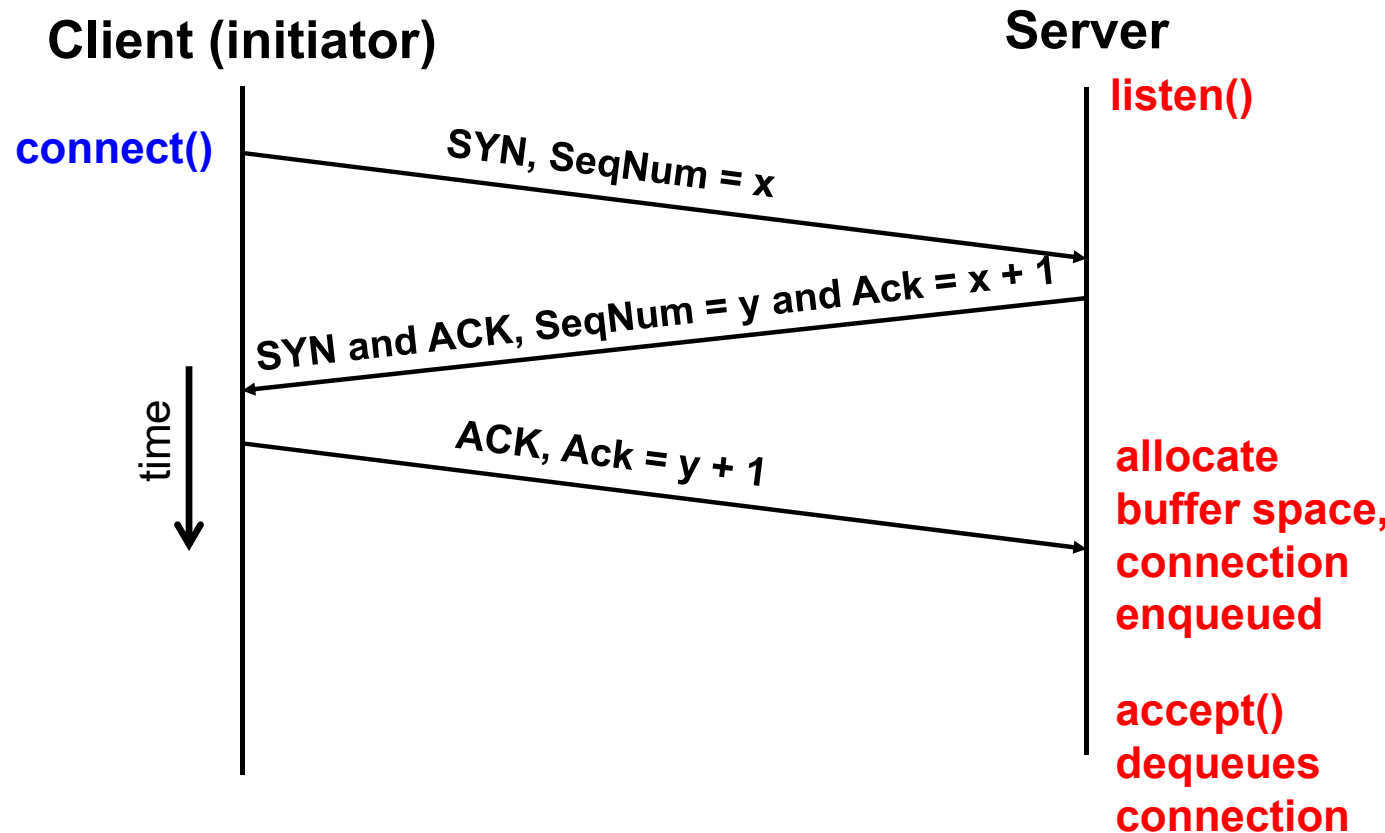 Client (initiator)
Server
listen()
connect()
SYN, SeqNum = x
SYN and ACK, SeqNum = y and Ack = x + 1
time
ACK, Ack = y + 1
allocate
buffer space,
connection
enqueued
accept()
dequeues
connection